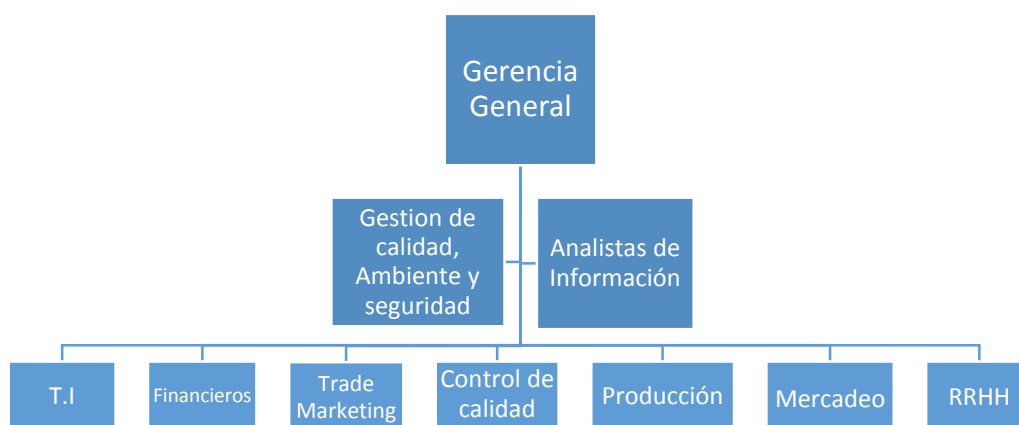 Gerencia
General
Gestion de
calidad,
Ambiente y
seguridad
Analistas de
Información
T.I
Financieros
Trade
Marketing
Control de
calidad
Producción
Mercadeo
RRHH